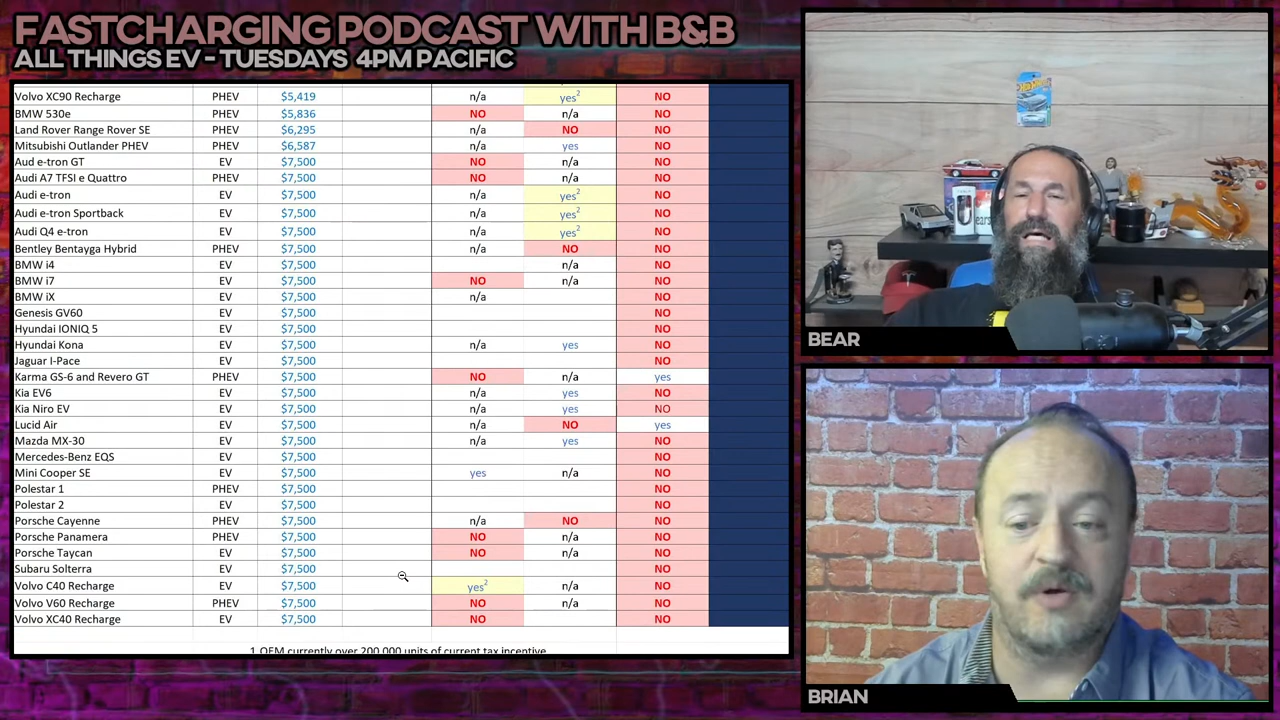 FASTCHARGING PODCAST WITH B&B
ALL THINGS EV - TUESDAYS 4PM PACIFIC
Volvo XC90 Recharge PHEV $5,419 n/a yes2 NO
BMW 530e PHEV $5,836 NO n/a NO
Land Rover Range Rover SE PHEV $6,295 n/a NO NO
Mitsubishi Outlander PHEV PHEV $6,587 n/a yes NO
Aud e-tron GT EV $7,500 NO n/a NO
Audi A7 TFSI e Quattro PHEV $7,500 NO n/a NO
Audi e-tron EV $7,500 n/a yes2 NO
Audi e-tron Sportback EV $7,500 n/a yes2 NO
Audi Q4 e-tron EV $7,500 n/a yes2 NO
Bentley Bentayga Hybrid PHEV $7,500 n/a NO NO
BMW i4 EV $7,500 n/a NO
BMW i7 EV $7,500 NO n/a NO
BMW iX EV $7,500 n/a NO
Genesis GV60 EV $7,500 NO
Hyundai IONIQ 5 EV $7,500 NO
Hyundai Kona EV $7,500 n/a yes NO
Jaguar I-Pace EV $7,500 NO
Karma GS-6 and Revero GT PHEV $7,500 NO n/a yes
Kia EV6 EV $7,500 n/a yes NO
Kia Niro EV EV $7,500 n/a yes NO
Lucid Air EV $7,500 n/a NO yes
Mazda MX-30 EV $7,500 n/a yes NO
Mercedes-Benz EQS EV $7,500 NO
Mini Cooper SE EV $7,500 yes n/a NO
Polestar 1 PHEV $7,500 NO
Polestar 2 EV $7,500 NO
Porsche Cayenne PHEV $7,500 n/a NO NO
Porsche Panamera PHEV $7,500 NO n/a NO
Porsche Taycan EV $7,500 NO n/a NO
Subaru Solterra EV $7,500 NO
Volvo C40 Recharge EV $7,500 yes2 n/a NO
Volvo V60 Recharge PHEV $7,500 NO n/a NO
Volvo XC40 Recharge EV $7,500 NO NO
1 OEM currently over 200,000 units of current tax incentive
BEAR
BRIAN